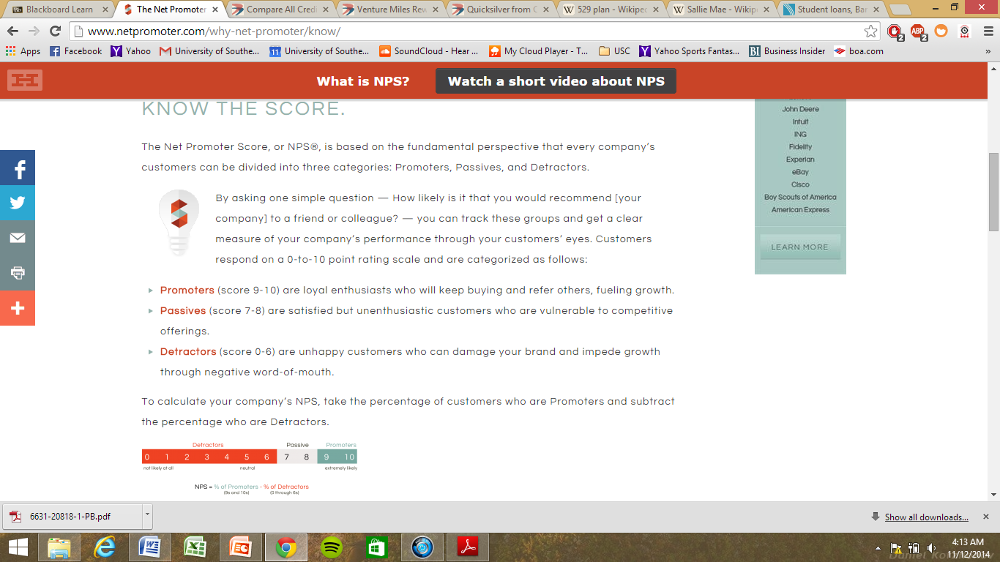 Blackboard Learn
The Net Promoter
Compare All Credi
Venture Miles Rew
Quicksilver from C
529 plan - Wikiped
Sallie Mae - Wikip
Student loans, Bar
www.netpromoter.com/why-net-promoter/know/
2
ABP
2
Apps
Facebook
Yahoo
University of Southe...
11
University of Southe...
SoundCloud - Hear ...
My Cloud Player - T...
USC
Yahoo Sports Fantas...
BI
Business Insider
boa.com
»
What is NPS?
Watch a short video about NPS
KNOW THE SCORE.
The Net Promoter Score, or NPS®, is based on the fundamental perspective that every company's
customers can be divided into three categories: Promoters, Passives, and Detractors.
By asking one simple question — How likely is it that you would recommend [your
company] to a friend or colleague? — you can track these groups and get a clear
measure of your company's performance through your customers' eyes. Customers
respond on a 0-to-10 point rating scale and are categorized as follows:
Promoters (score 9-10) are loyal enthusiasts who will keep buying and refer others, fueling growth.
Passives (score 7-8) are satisfied but unenthusiastic customers who are vulnerable to competitive
offerings.
Detractors (score 0-6) are unhappy customers who can damage your brand and impede growth
through negative word-of-mouth.
To calculate your company's NPS, take the percentage of customers who are Promoters and subtract
the percentage who are Detractors.
Detractors Passive Promoters
0 1 2 3 4 5 6 7 8 9 10
not likely at all neutral extremely likely
NPS = % of Promoters - % of Detractors
(9s and 10s) (0 through 6s)
John Deere
Intuit
ING
Fidelity
Experian
eBay
Cisco
Boy Scouts of America
American Express
LEARN MORE
6631-20818-1-PB.pdf
Show all downloads...
4:13 AM
11/12/2014